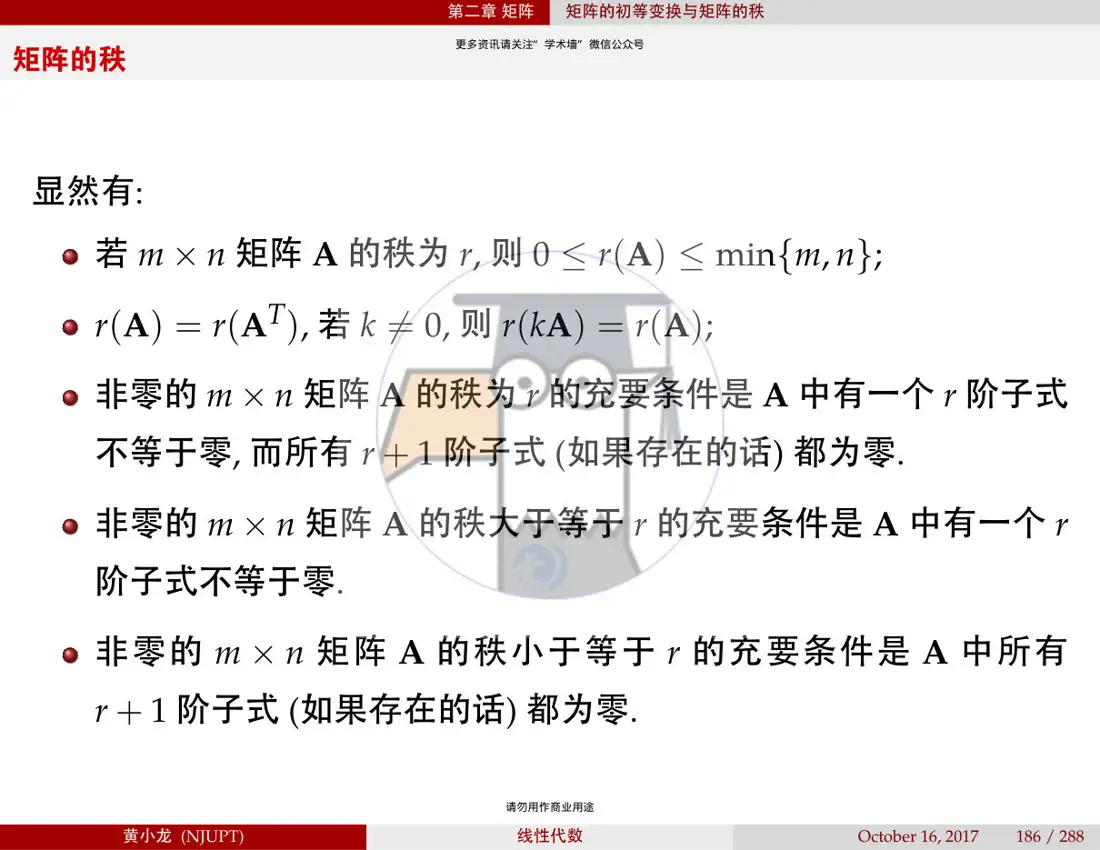 第二章 矩阵 矩阵的初等变换与矩阵的秩
更多资讯请关注“学术墙”微信公众号
矩阵的秩
显然有:
若 m × n 矩阵 A 的秩为 r, 则 0 ≤ r(A) ≤ min{m, n};
r(A) = r(A^T), 若 k ≠ 0, 则 r(kA) = r(A);
非零的 m × n 矩阵 A 的秩为 r 的充要条件是 A 中有一个 r 阶子式
不等于零, 而所有 r + 1 阶子式 (如果存在的话) 都为零.
非零的 m × n 矩阵 A 的秩大于等于 r 的充要条件是 A 中有一个 r
阶子式不等于零.
非零的 m × n 矩阵 A 的秩小于等于 r 的充要条件是 A 中所有
r + 1 阶子式 (如果存在的话) 都为零.
请勿用作商业用途
黄小龙 (NJUPT) 线性代数 October 16, 2017 186 / 288